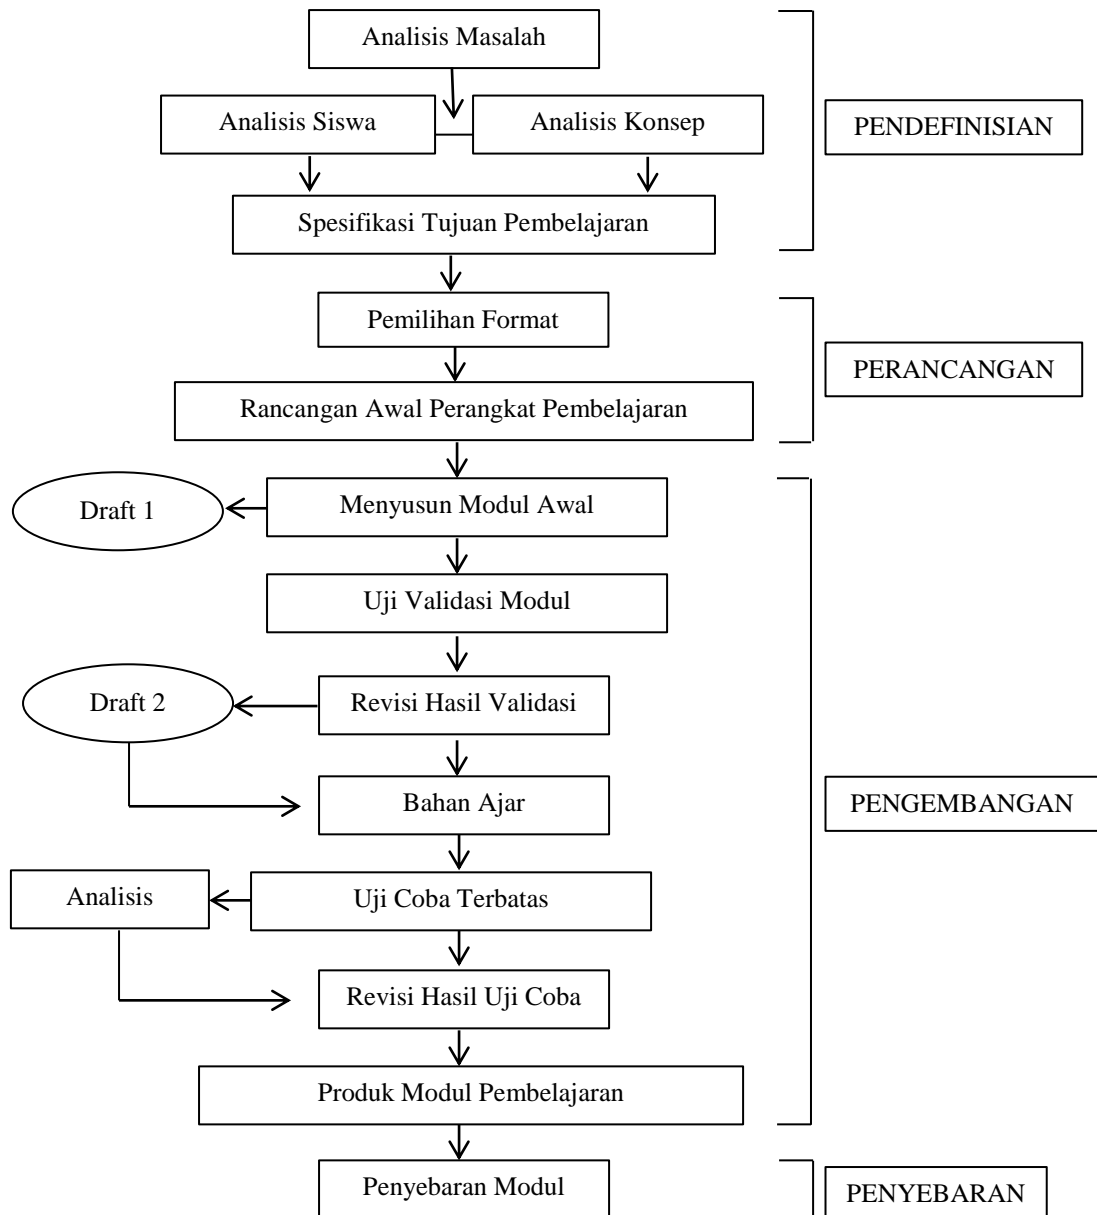 Analisis Masalah
Analisis Siswa
Analisis Konsep
PENDEFINISIAN
Spesifikasi Tujuan Pembelajaran
Pemilihan Format
PERANCANGAN
Rancangan Awal Perangkat Pembelajaran
Draft 1
Menyusun Modul Awal
Uji Validasi Modul
Draft 2
Revisi Hasil Validasi
Bahan Ajar
PENGEMBANGAN
Analisis
Uji Coba Terbatas
Revisi Hasil Uji Coba
Produk Modul Pembelajaran
Penyebaran Modul
PENYEBARAN